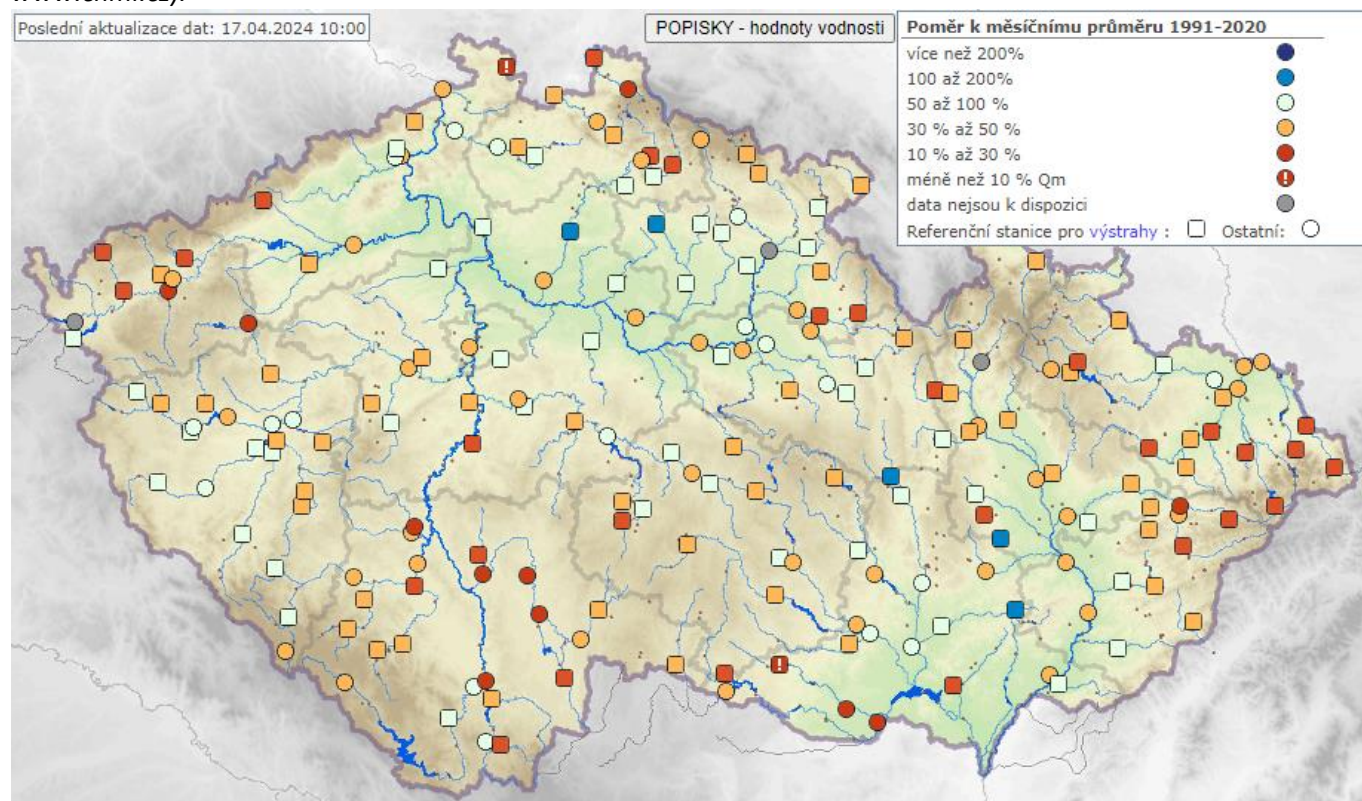 Poslední aktualizace dat: 17.04.2024 10:00
POPISKY - hodnoty vodnosti
Poměr k měsíčnímu průměru 1991-2020
více než 200%
100 až 200%
50 až 100 %
30 % až 50 %
10 % až 30 %
méně než 10 % Qm
data nejsou k dispozici
Referenční stanice pro výstrahy : Ostatní: